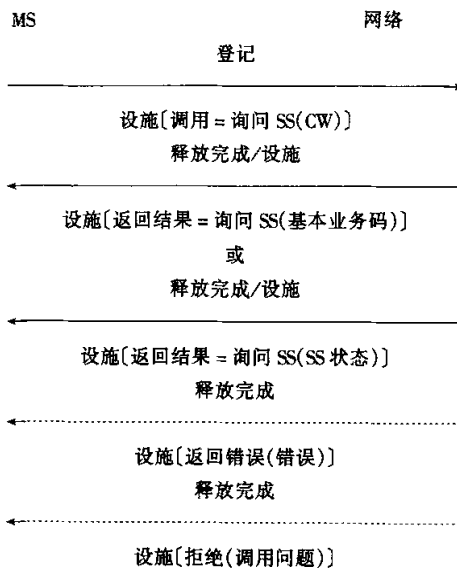 MS 网络
登记
设施〔调用 = 询问 SS(CW)〕
释放完成/设施
设施〔返回结果 = 询问 SS(基本业务码)〕
或
释放完成/设施
设施〔返回结果 = 询问 SS(SS 状态)〕
释放完成
设施〔返回错误(错误)〕
释放完成
设施〔拒绝(调用问题)〕